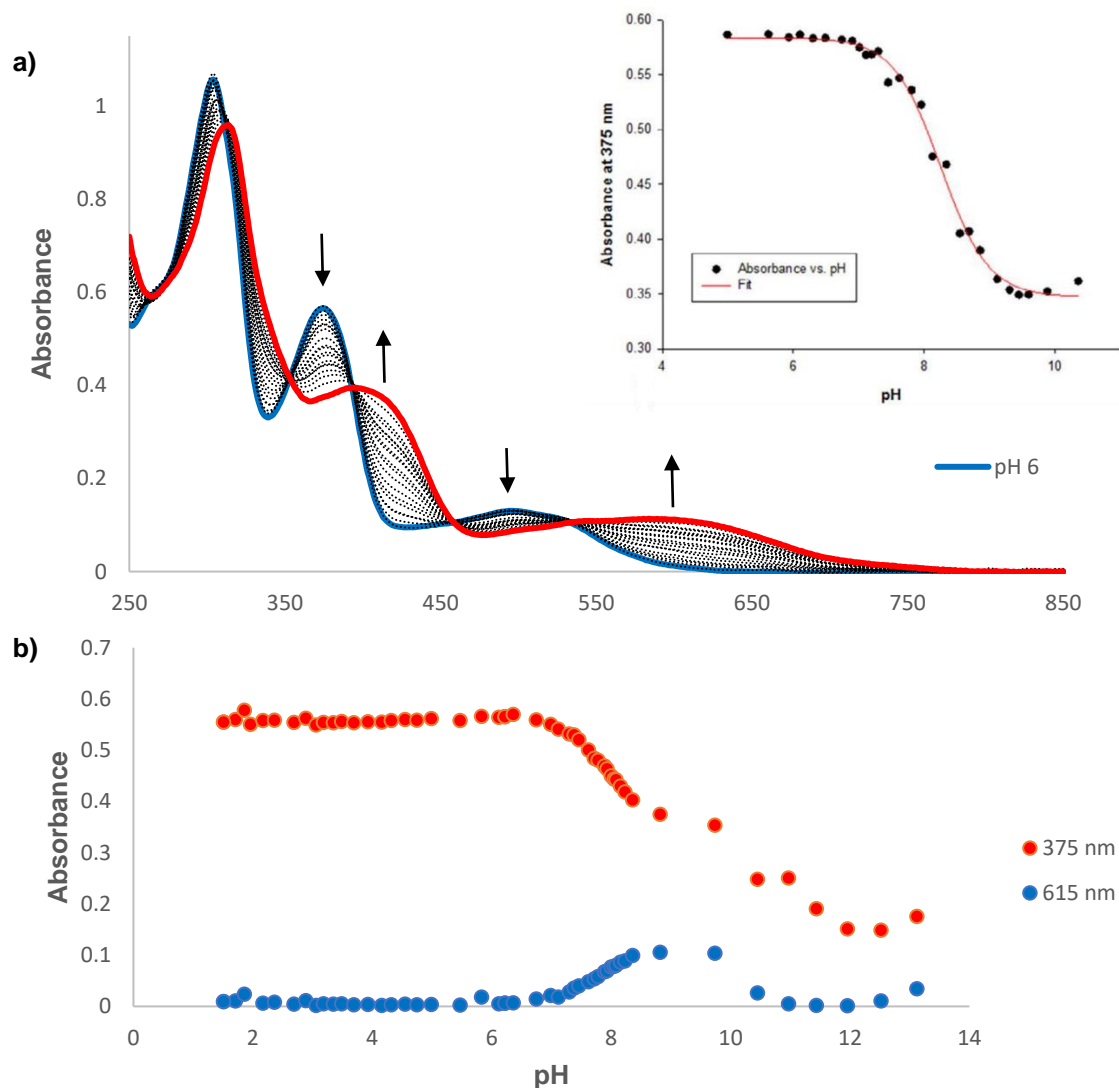 a)
Absorbance
1
0.8
0.6
0.4
0.2
0
250 350 450 550 650 750 850
pH 6
Absorbance at 375 nm
0.60
0.55
0.50
0.45
0.40
0.35
0.30
4 6 8 10
pH
Absorbance vs. pH
Fit
b)
Absorbance
0.7
0.6
0.5
0.4
0.3
0.2
0.1
0
0 2 4 6 8 10 12 14
pH
375 nm
615 nm